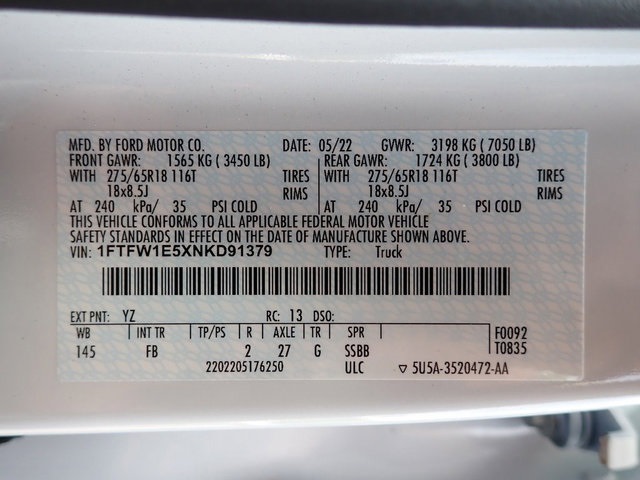 MFD. BY FORD MOTOR CO. DATE: 05/22 GVWR: 3198 KG ( 7050 LB)
FRONT GAWR: 1565 KG ( 3450 LB) REAR GAWR: 1724 KG ( 3800 LB)
WITH 275/65R18 116T TIRES WITH 275/65R18 116T TIRES
18x8.5J RIMS 18x8.5J RIMS
AT 240 kPa/ 35 PSI COLD AT 240 kPa/ 35 PSI COLD
THIS VEHICLE CONFORMS TO ALL APPLICABLE FEDERAL MOTOR VEHICLE
SAFETY STANDARDS IN EFFECT ON THE DATE OF MANUFACTURE SHOWN ABOVE.
VIN: 1FTFW1E5XNKD91379 TYPE: Truck
EXT PNT: YZ RC: 13 DSO:
WB INT TR TP/PS R AXLE TR SPR F0092
145 FB 2 27 G SSBB T0835
2202205176250 ULC ▽ 5U5A-3520472-AA